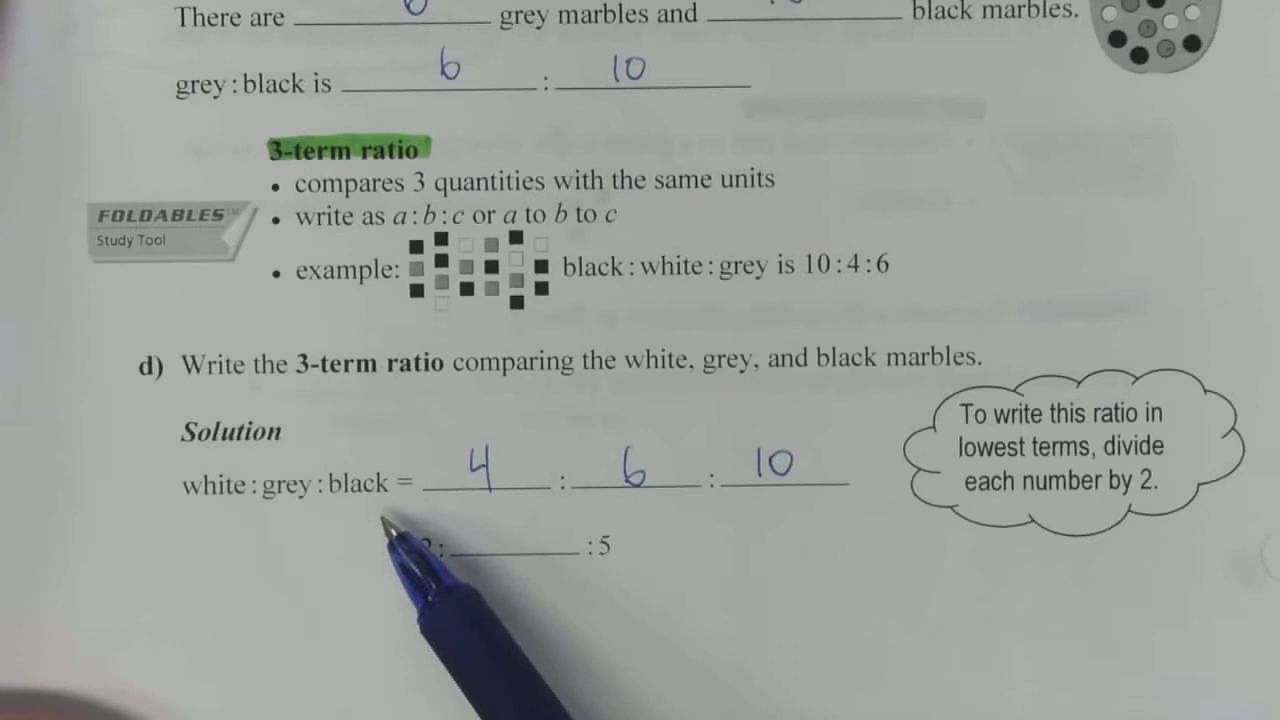 There are 6 grey marbles and black marbles.
grey : black is 6 : 10
3-term ratio
• compares 3 quantities with the same units
• write as a : b : c or a to b to c
FOLDABLES™
Study Tool
• example: black : white : grey is 10 : 4 : 6
d) Write the 3-term ratio comparing the white, grey, and black marbles.
Solution
white : grey : black = 4 : 6 : 10
: : 5
To write this ratio in
lowest terms, divide
each number by 2.